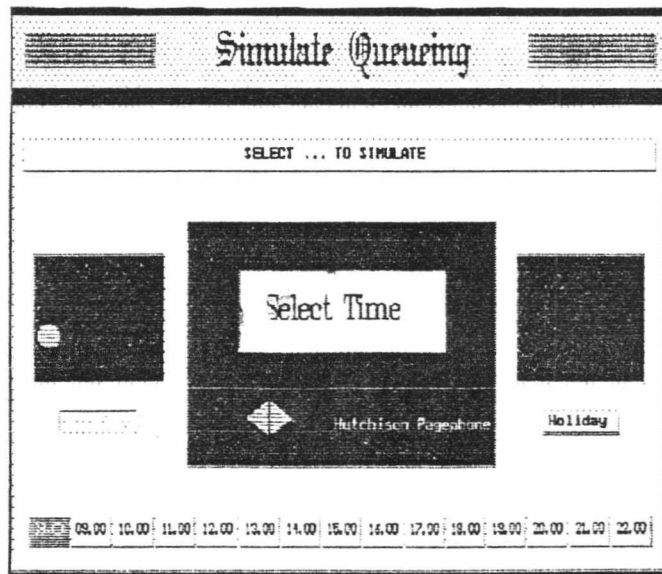 Simulate Queueing
SELECT ... TO SIMULATE
Select Time
Hutchison Pagephone
Holiday
09.00 10.00 11.00 12.00 13.00 14.00 15.00 16.00 17.00 18.00 19.00 20.00 21.00 22.00